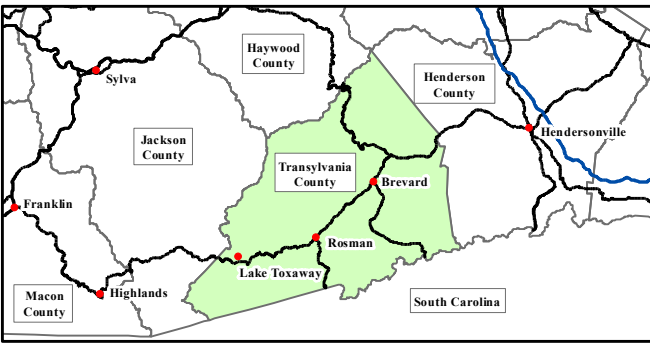 Haywood
County
Henderson
County
Sylva
Hendersonville
Jackson
County
Transylvania
County
Brevard
Franklin
Rosman
Lake Toxaway
Highlands
Macon
County
South Carolina